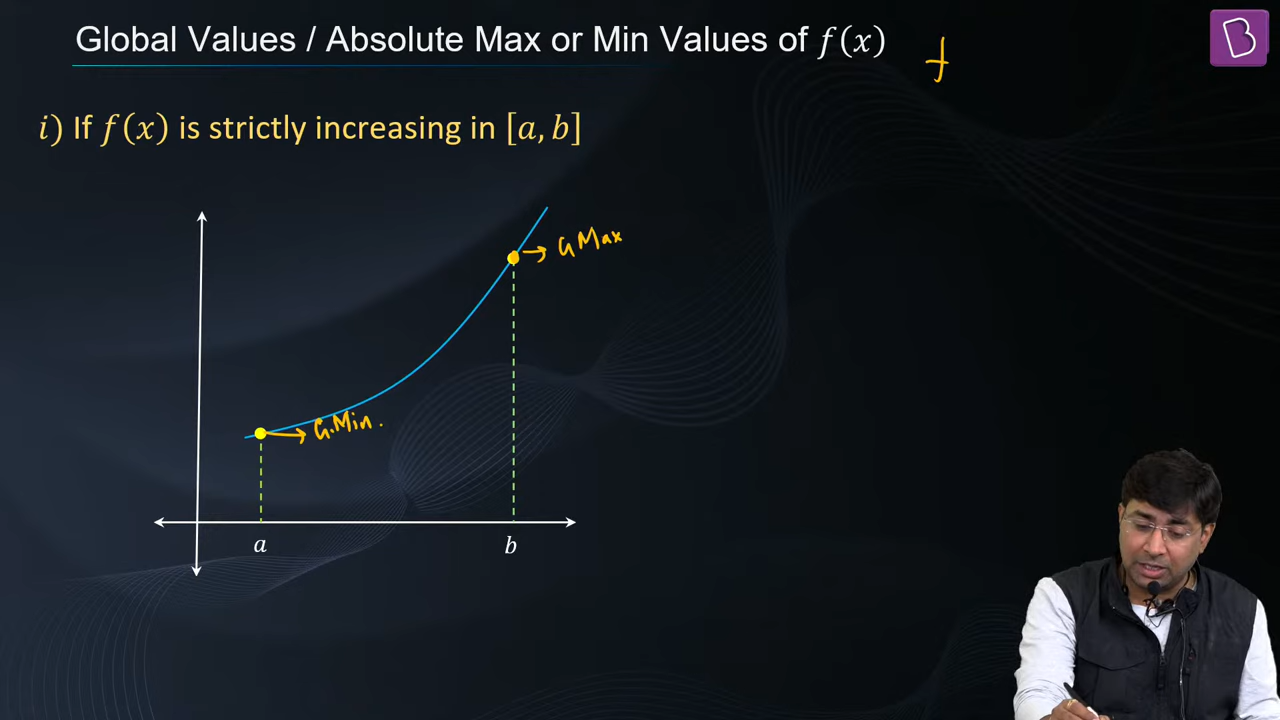 Global Values / Absolute Max or Min Values of f(x)
f
i) If f(x) is strictly increasing in [a, b]
G Max
G.Min.
a
b
B